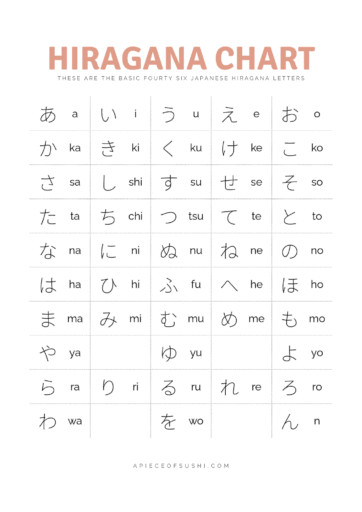 HIRAGANA CHART
THESE ARE THE BASIC FOURTY SIX JAPANESE HIRAGANA LETTERS
あ a い i う u え e お o
か ka き ki く ku け ke こ ko
さ sa し shi す su せ se そ so
た ta ち chi つ tsu て te と to
な na に ni ぬ nu ね ne の no
は ha ひ hi ふ fu へ he ほ ho
ま ma み mi む mu め me も mo
や ya ゆ yu よ yo
ら ra り ri る ru れ re ろ ro
わ wa を wo ん n
APIECEOFSUSHI.COM